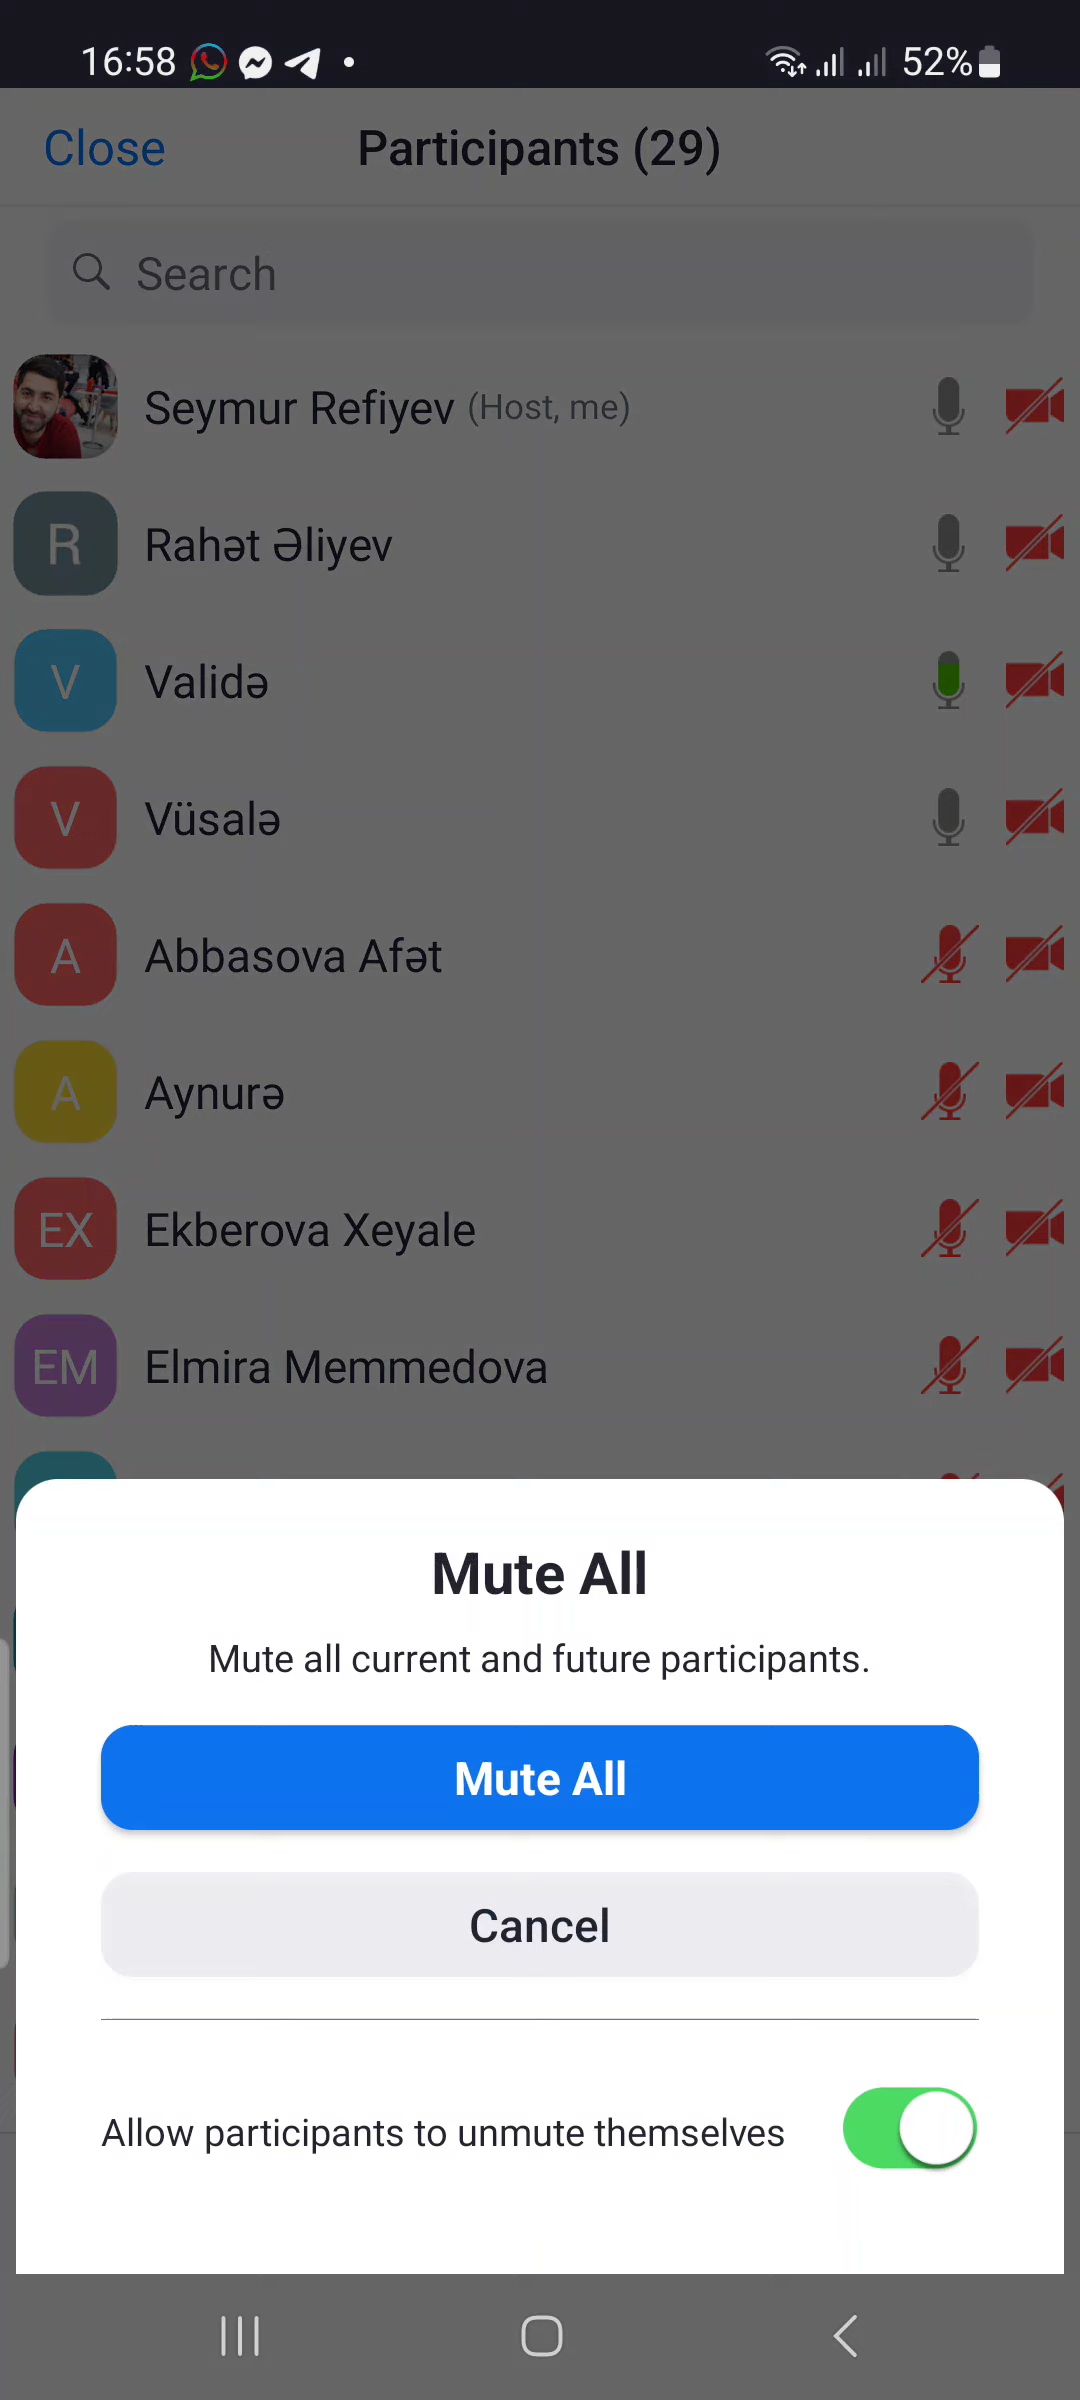 16:58 52%
Close Participants (29)
Search
Seymur Refiyev (Host, me)
R Rahət Əliyev
V Validə
V Vüsalə
A Abbasova Afət
A Aynurə
EX Ekberova Xeyale
EM Elmira Memmedova
Mute All
Mute all current and future participants.
Mute All
Cancel
Allow participants to unmute themselves